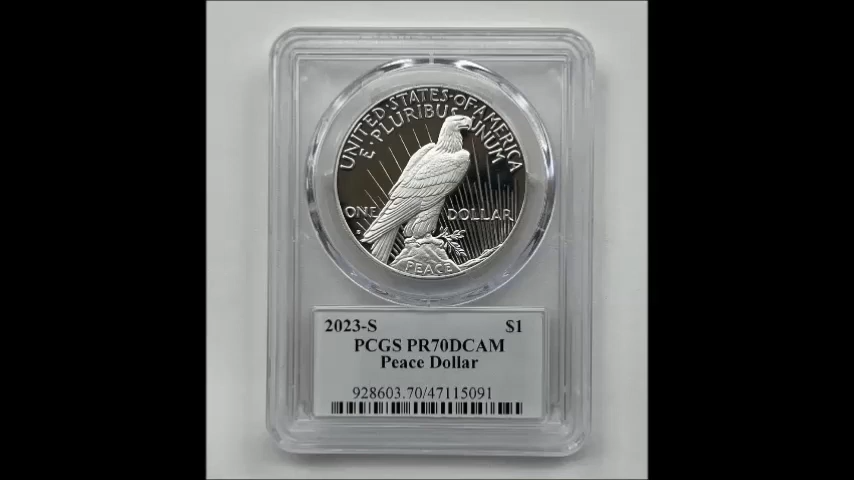 UNITED·STATES·OF·AMERICA
E·PLURIBUS UNUM
ONE DOLLAR
S
PEACE
2023-S $1
PCGS PR70DCAM
Peace Dollar
928603.70/47115091